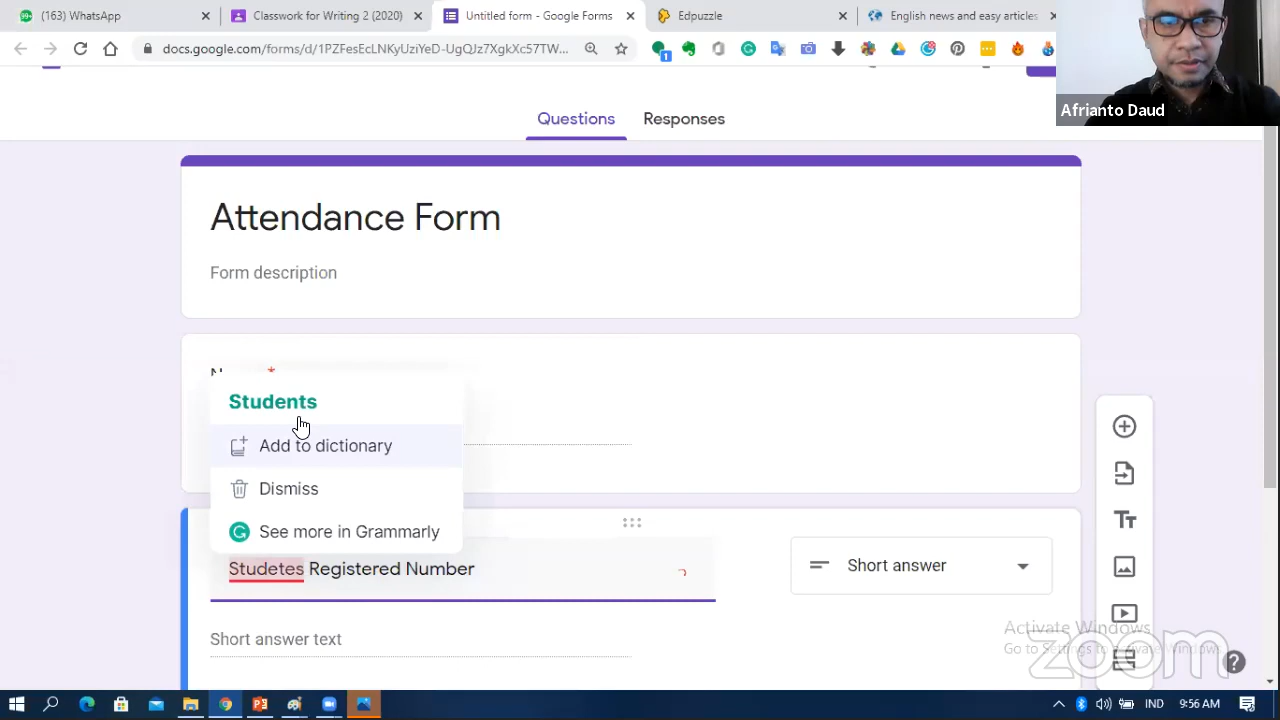 (163) WhatsApp
Classwork for Writing 2 (2020)
Untitled form - Google Forms
Edpuzzle
English news and easy articles
docs.google.com/forms/d/1PZFesEcLNKyUziYeD-UgQJz7XgkXc57TW...
1
Afrianto Daud
Questions
Responses
Attendance Form
Form description
Students
Add to dictionary
Dismiss
See more in Grammarly
Studetes Registered Number
Short answer
Short answer text
Activate Windows
Go to Settings to activate Windows.
zoom
IND
9:56 AM